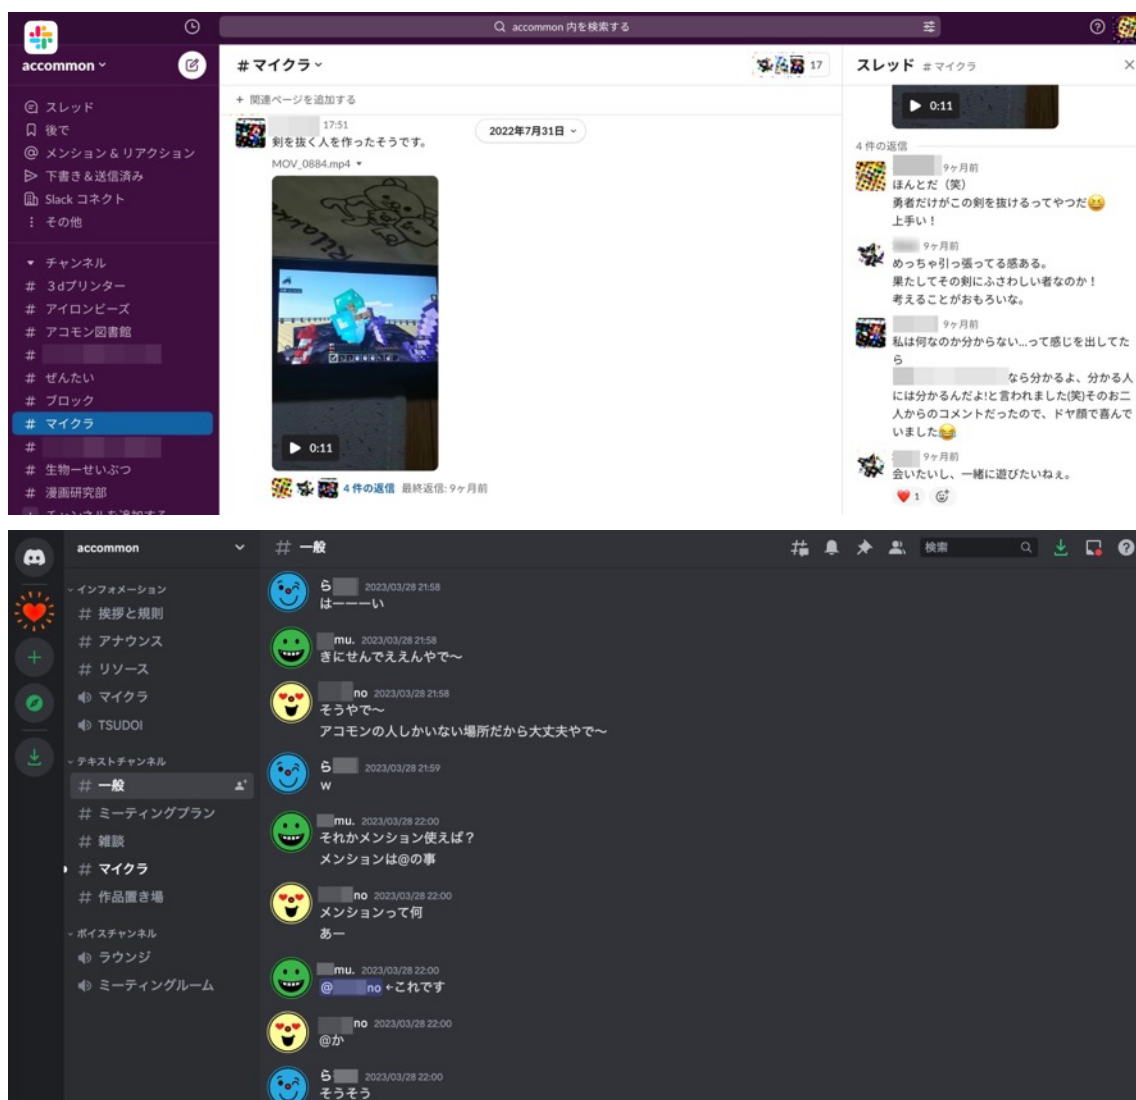 accommon 内を検索する
accommon
スレッド
後で
メンション & リアクション
下書き & 送信済み
Slack コネクト
その他
チャンネル
# 3dプリンター
# アイロンビーズ
# アコモン図書館
#
# ぜんたい
# ブロック
# マイクラ
#
# 生物ーせいぶつ
# 漫画研究部
+ チャンネルを追加する
# マイクラ
17
+ 関連ページを追加する
2022年7月31日
17:51
剣を抜く人を作ったそうです。
MOV_0884.mp4
Rilakku
0:11
4 件の返信 最終返信: 9ヶ月前
スレッド # マイクラ
0:11
4 件の返信
9ヶ月前
ほんとだ（笑）
勇者だけがこの剣を抜けるってやつだ😆
上手い！
9ヶ月前
めっちゃ引っ張ってる感ある。
果たしてその剣にふさわしい者なのか！
考えることがおもろいな。
9ヶ月前
私は何なのか分からない...って感じを出してた
ら
なら分かるよ、分かる人
には分かるんだよ!と言われました(笑)そのお二
人からのコメントだったので、ドヤ顔で喜んで
いました😂
9ヶ月前
会いたいし、一緒に遊びたいねぇ。
❤️ 1
accommon
インフォメーション
# 挨拶と規則
# アナウンス
# リソース
マイクラ
TSUDOI
テキストチャンネル
# 一般
# ミーティングプラン
# 雑談
# マイクラ
# 作品置き場
ボイスチャンネル
ラウンジ
ミーティングルーム
# 一般
検索
ら 2023/03/28 21:58
はーーーい
mu. 2023/03/28 21:58
きにせんでええんやで〜
no 2023/03/28 21:58
そうやで〜
アコモンの人しかいない場所だから大丈夫やで〜
ら 2023/03/28 21:59
w
mu. 2023/03/28 22:00
それかメンション使えば？
メンションは@の事
no 2023/03/28 22:00
メンションって何
あー
mu. 2023/03/28 22:00
@ no ←これです
no 2023/03/28 22:00
@か
ら 2023/03/28 22:00
そうそう